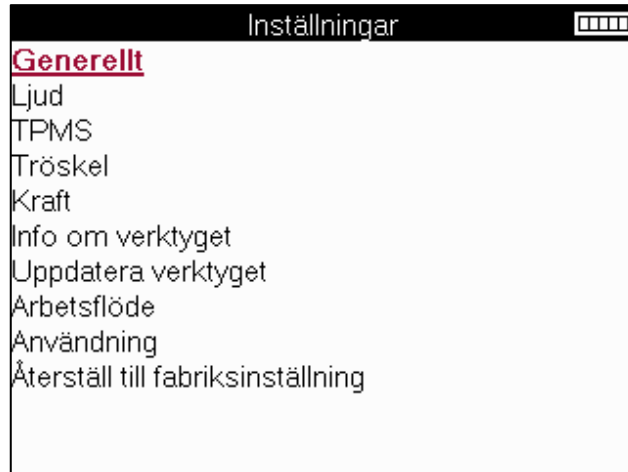 Inställningar
Generellt
Ljud
TPMS
Tröskel
Kraft
Info om verktyget
Uppdatera verktyget
Arbetsflöde
Användning
Återställ till fabriksinställning